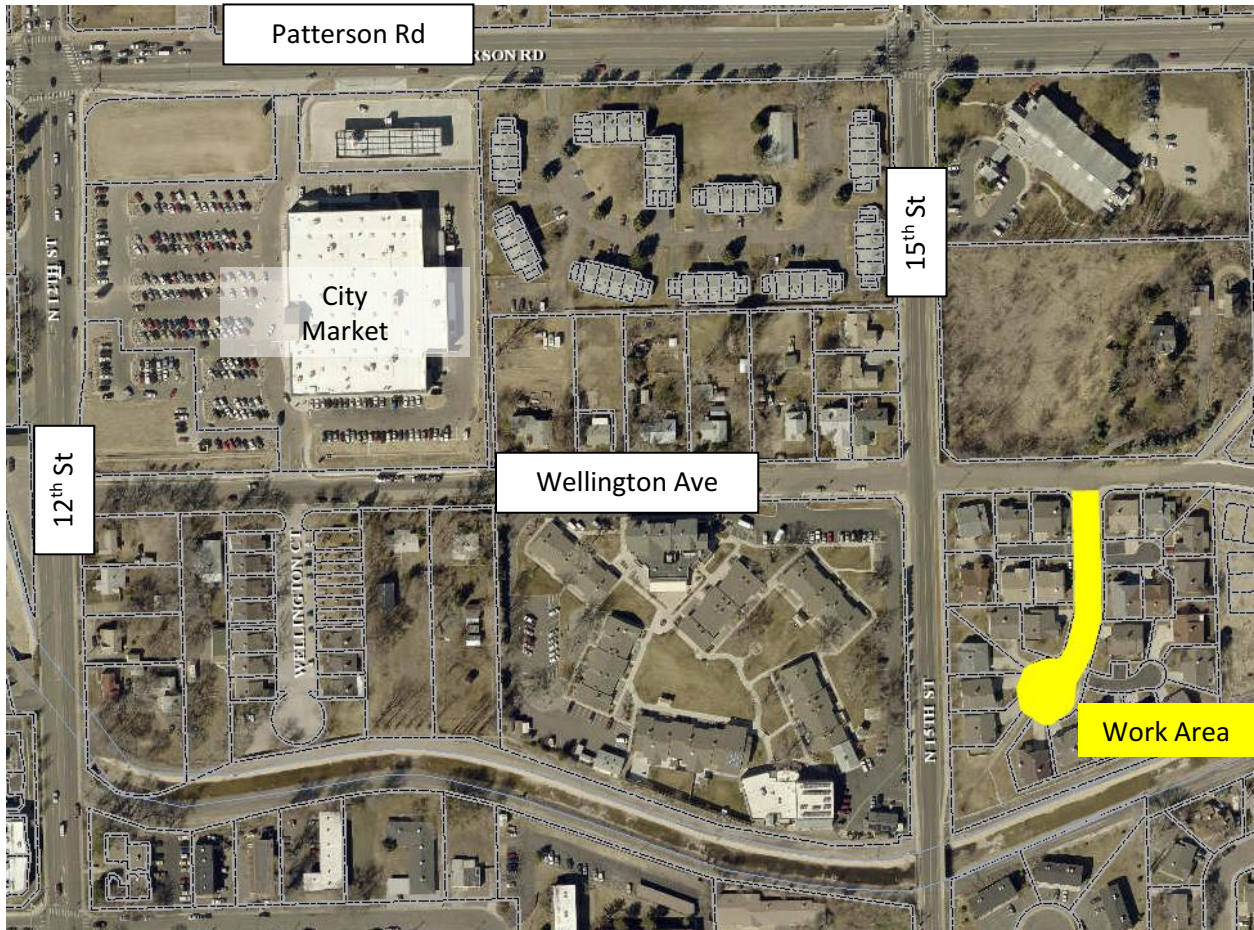 Patterson Rd
RSON RD
N 12TH ST
15th St
City
Market
12th St
Wellington Ave
WELLINGTON CT
N 15TH ST
Work Area